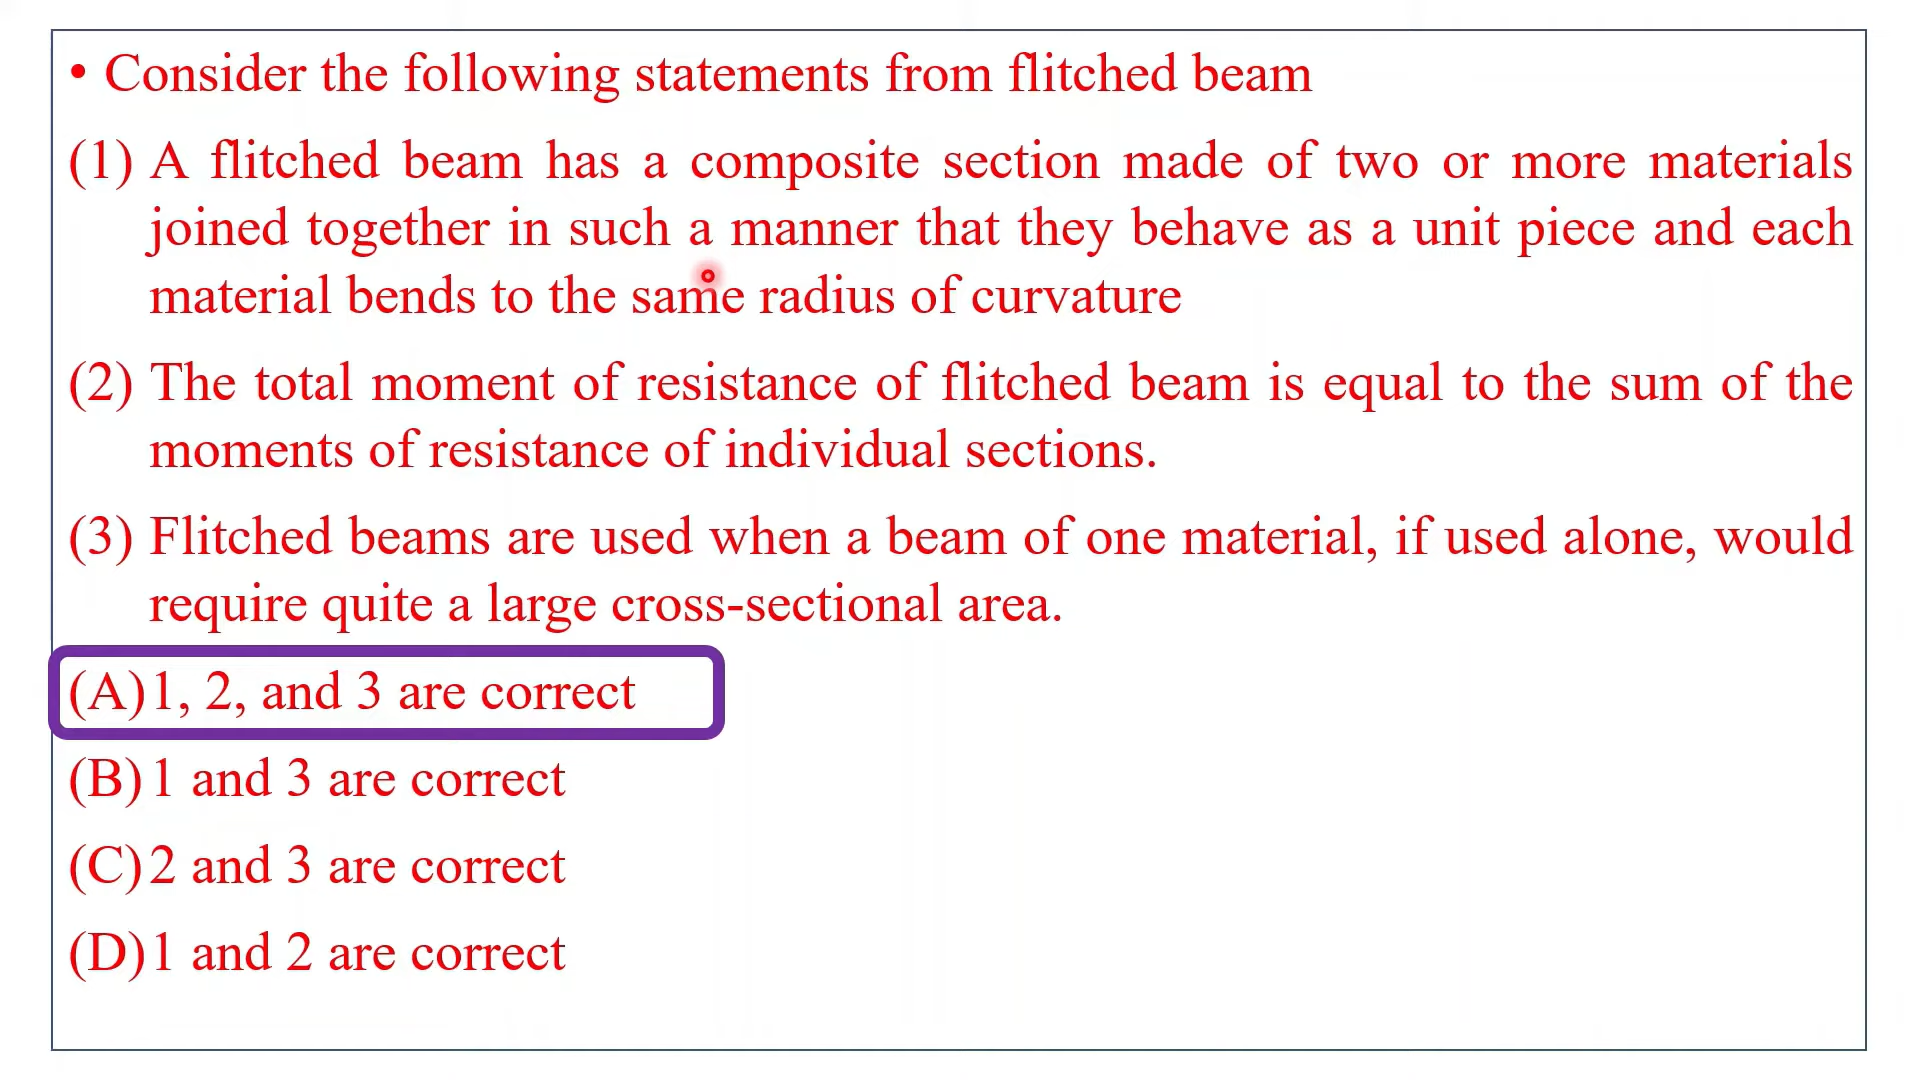 • Consider the following statements from flitched beam
(1) A flitched beam has a composite section made of two or more materials
joined together in such a manner that they behave as a unit piece and each
material bends to the same radius of curvature
(2) The total moment of resistance of flitched beam is equal to the sum of the
moments of resistance of individual sections.
(3) Flitched beams are used when a beam of one material, if used alone, would
require quite a large cross-sectional area.
(A) 1, 2, and 3 are correct
(B) 1 and 3 are correct
(C) 2 and 3 are correct
(D) 1 and 2 are correct